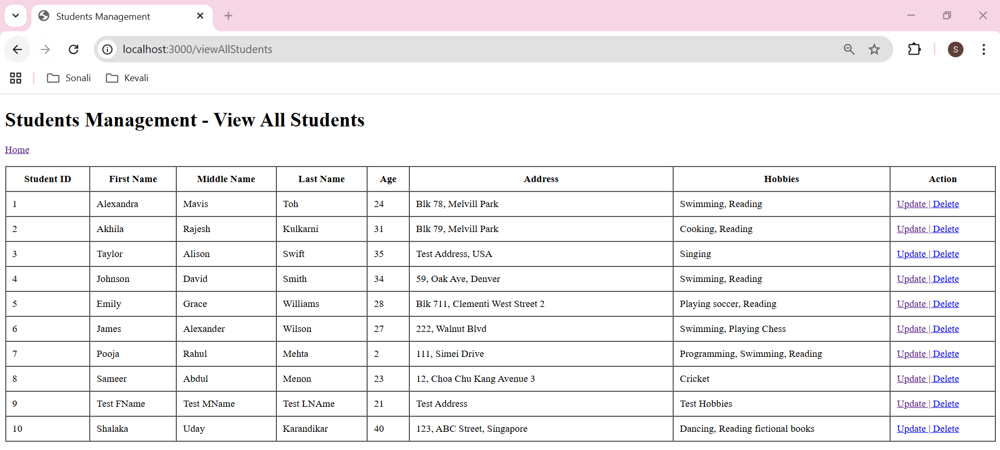 Students Management
localhost:3000/viewAllStudents
S
Sonali Kevali
Students Management - View All Students
Home
Student ID First Name Middle Name Last Name Age Address Hobbies Action
1 Alexandra Mavis Toh 24 Blk 78, Melvill Park Swimming, Reading Update | Delete
2 Akhila Rajesh Kulkarni 31 Blk 79, Melvill Park Cooking, Reading Update | Delete
3 Taylor Alison Swift 35 Test Address, USA Singing Update | Delete
4 Johnson David Smith 34 59, Oak Ave, Denver Swimming, Reading Update | Delete
5 Emily Grace Williams 28 Blk 711, Clementi West Street 2 Playing soccer, Reading Update | Delete
6 James Alexander Wilson 27 222, Walnut Blvd Swimming, Playing Chess Update | Delete
7 Pooja Rahul Mehta 2 111, Simei Drive Programming, Swimming, Reading Update | Delete
8 Sameer Abdul Menon 23 12, Choa Chu Kang Avenue 3 Cricket Update | Delete
9 Test FName Test MName Test LNAme 21 Test Address Test Hobbies Update | Delete
10 Shalaka Uday Karandikar 40 123, ABC Street, Singapore Dancing, Reading fictional books Update | Delete